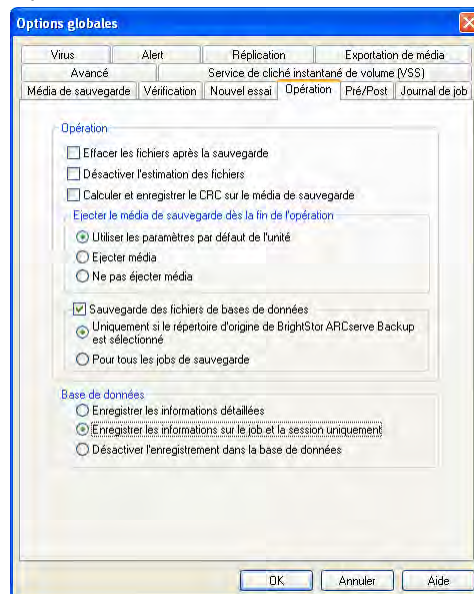 Options globales
Virus Alert Réplication Exportation de média
Avancé Service de cliché instantané de volume (VSS)
Média de sauvegarde Vérification Nouvel essai Opération Pré/Post Journal de job
Opération
Effacer les fichiers après la sauvegarde
Désactiver l'estimation des fichiers
Calculer et enregistrer le CRC sur le média de sauvegarde
Ejecter le média de sauvegarde dès la fin de l'opération
Utiliser les paramètres par défaut de l'unité
Ejecter média
Ne pas éjecter média
Sauvegarde des fichiers de bases de données
Uniquement si le répertoire d'origine de BrightStor ARCserve Backup
est sélectionné
Pour tous les jobs de sauvegarde
Base de données
Enregistrer les informations détaillées
Enregistrer les informations sur le job et la session uniquement
Désactiver l'enregistrement dans la base de données
OK Annuler Aide